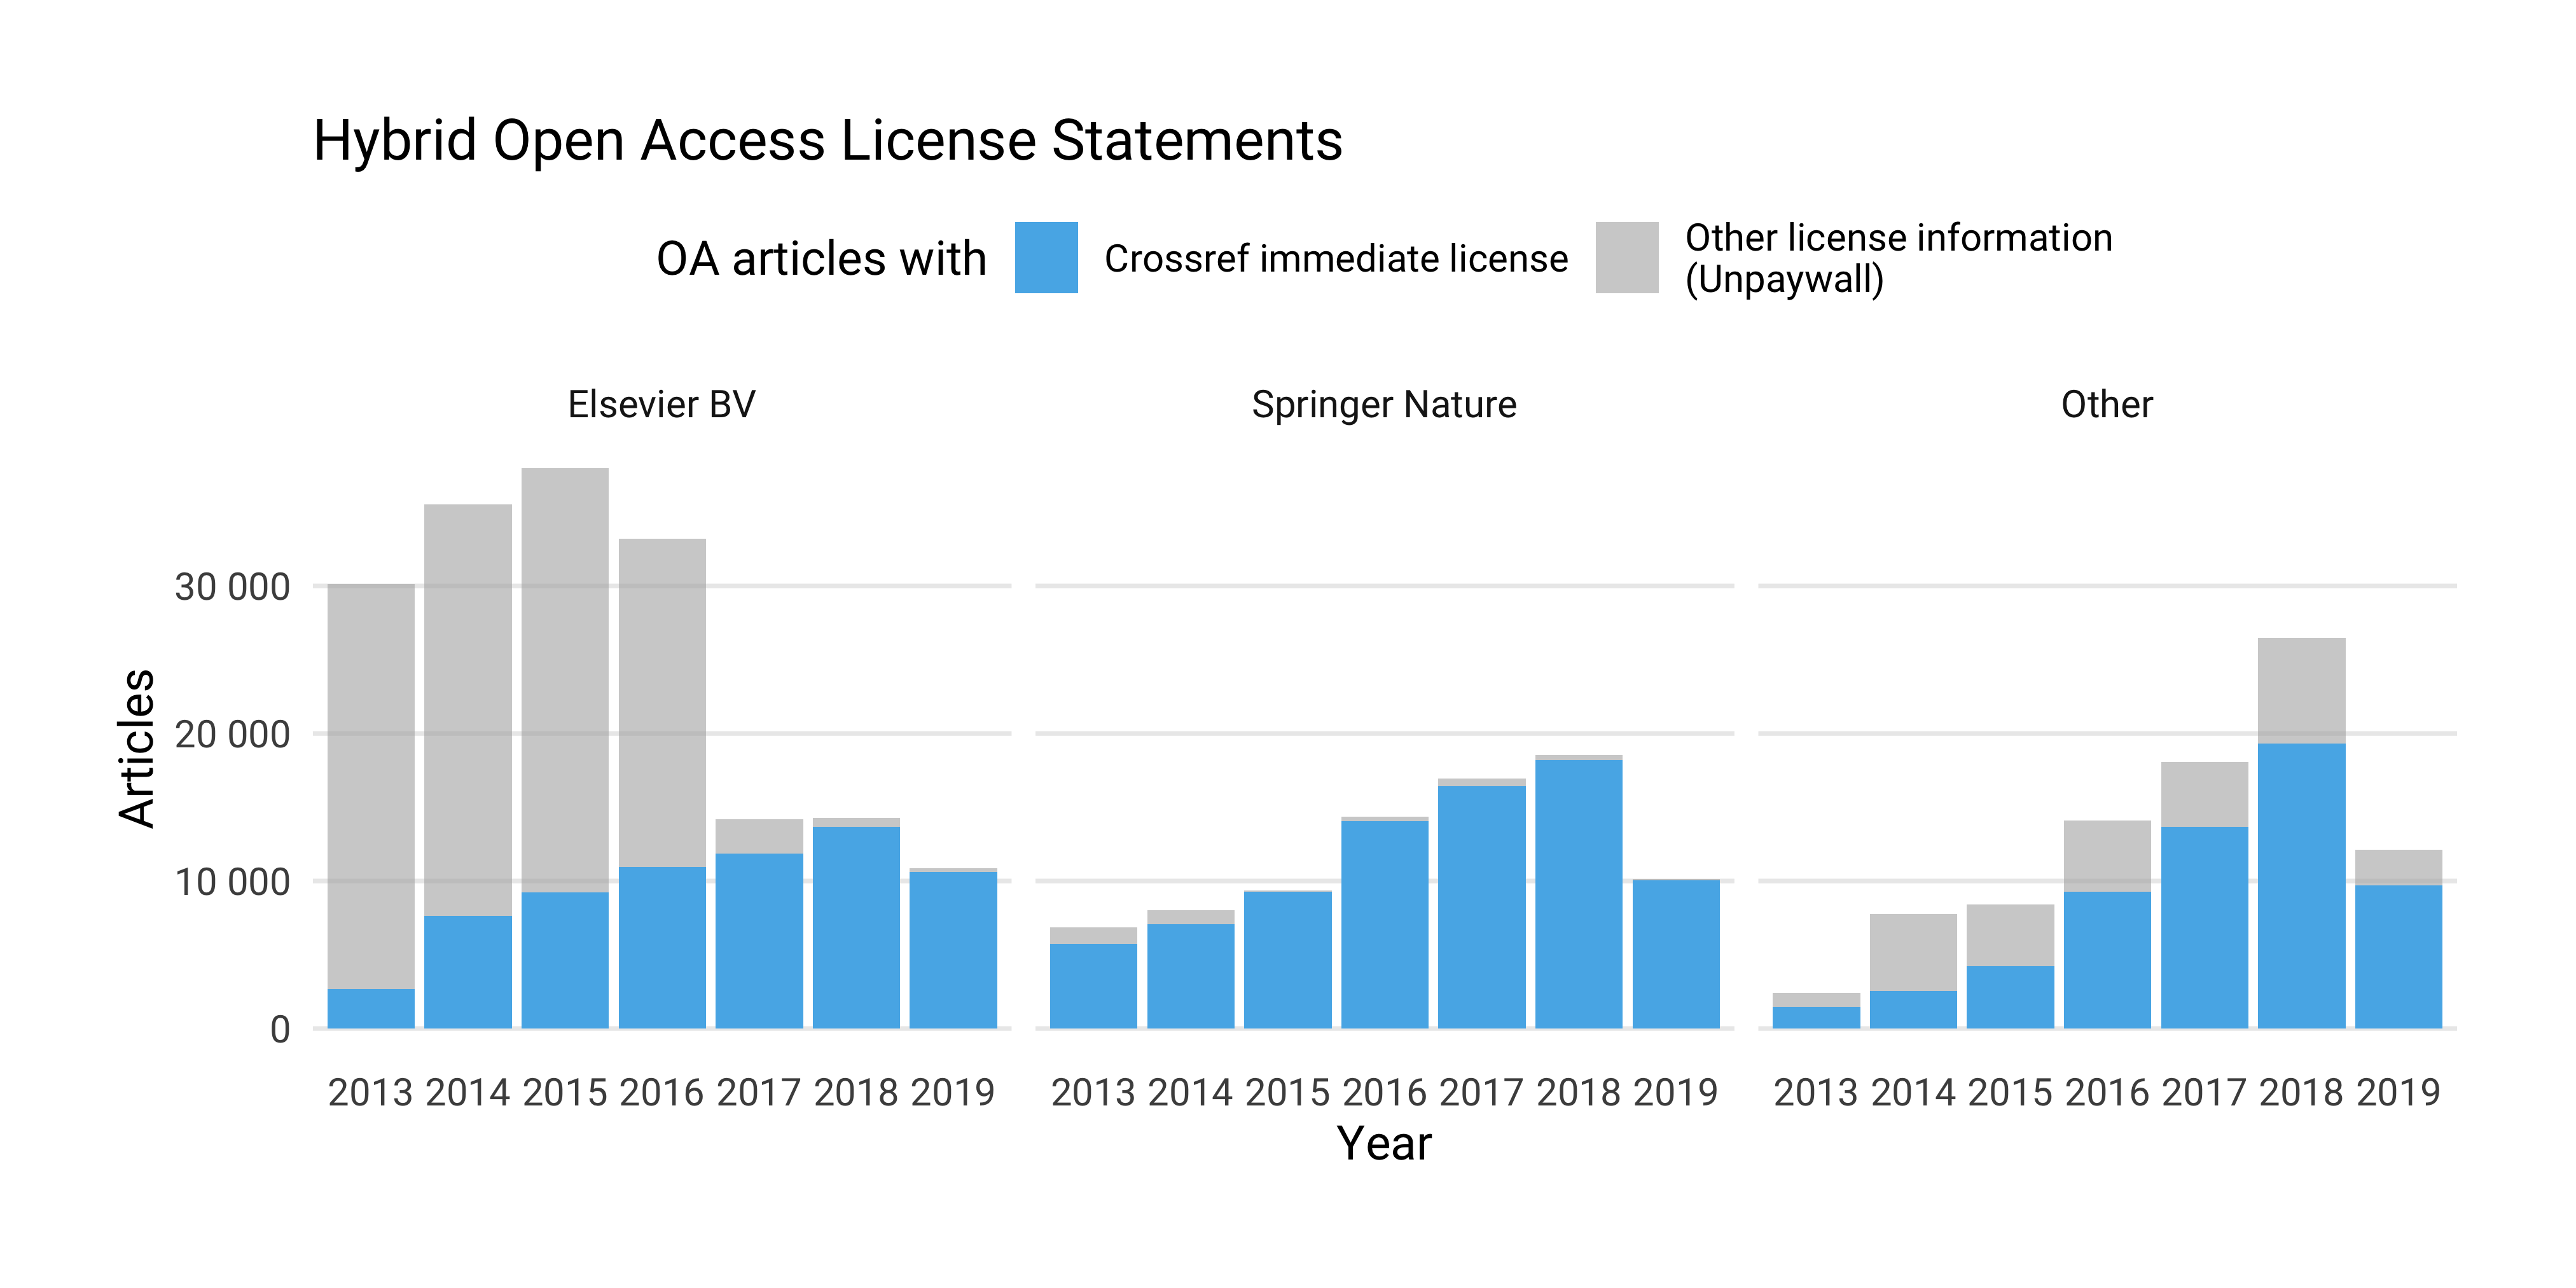 Hybrid Open Access License Statements
OA articles with
Crossref immediate license
Other license information
(Unpaywall)
Elsevier BV
Springer Nature
Other
Articles
30 000
20 000
10 000
0
2013 2014 2015 2016 2017 2018 2019
2013 2014 2015 2016 2017 2018 2019
2013 2014 2015 2016 2017 2018 2019
Year